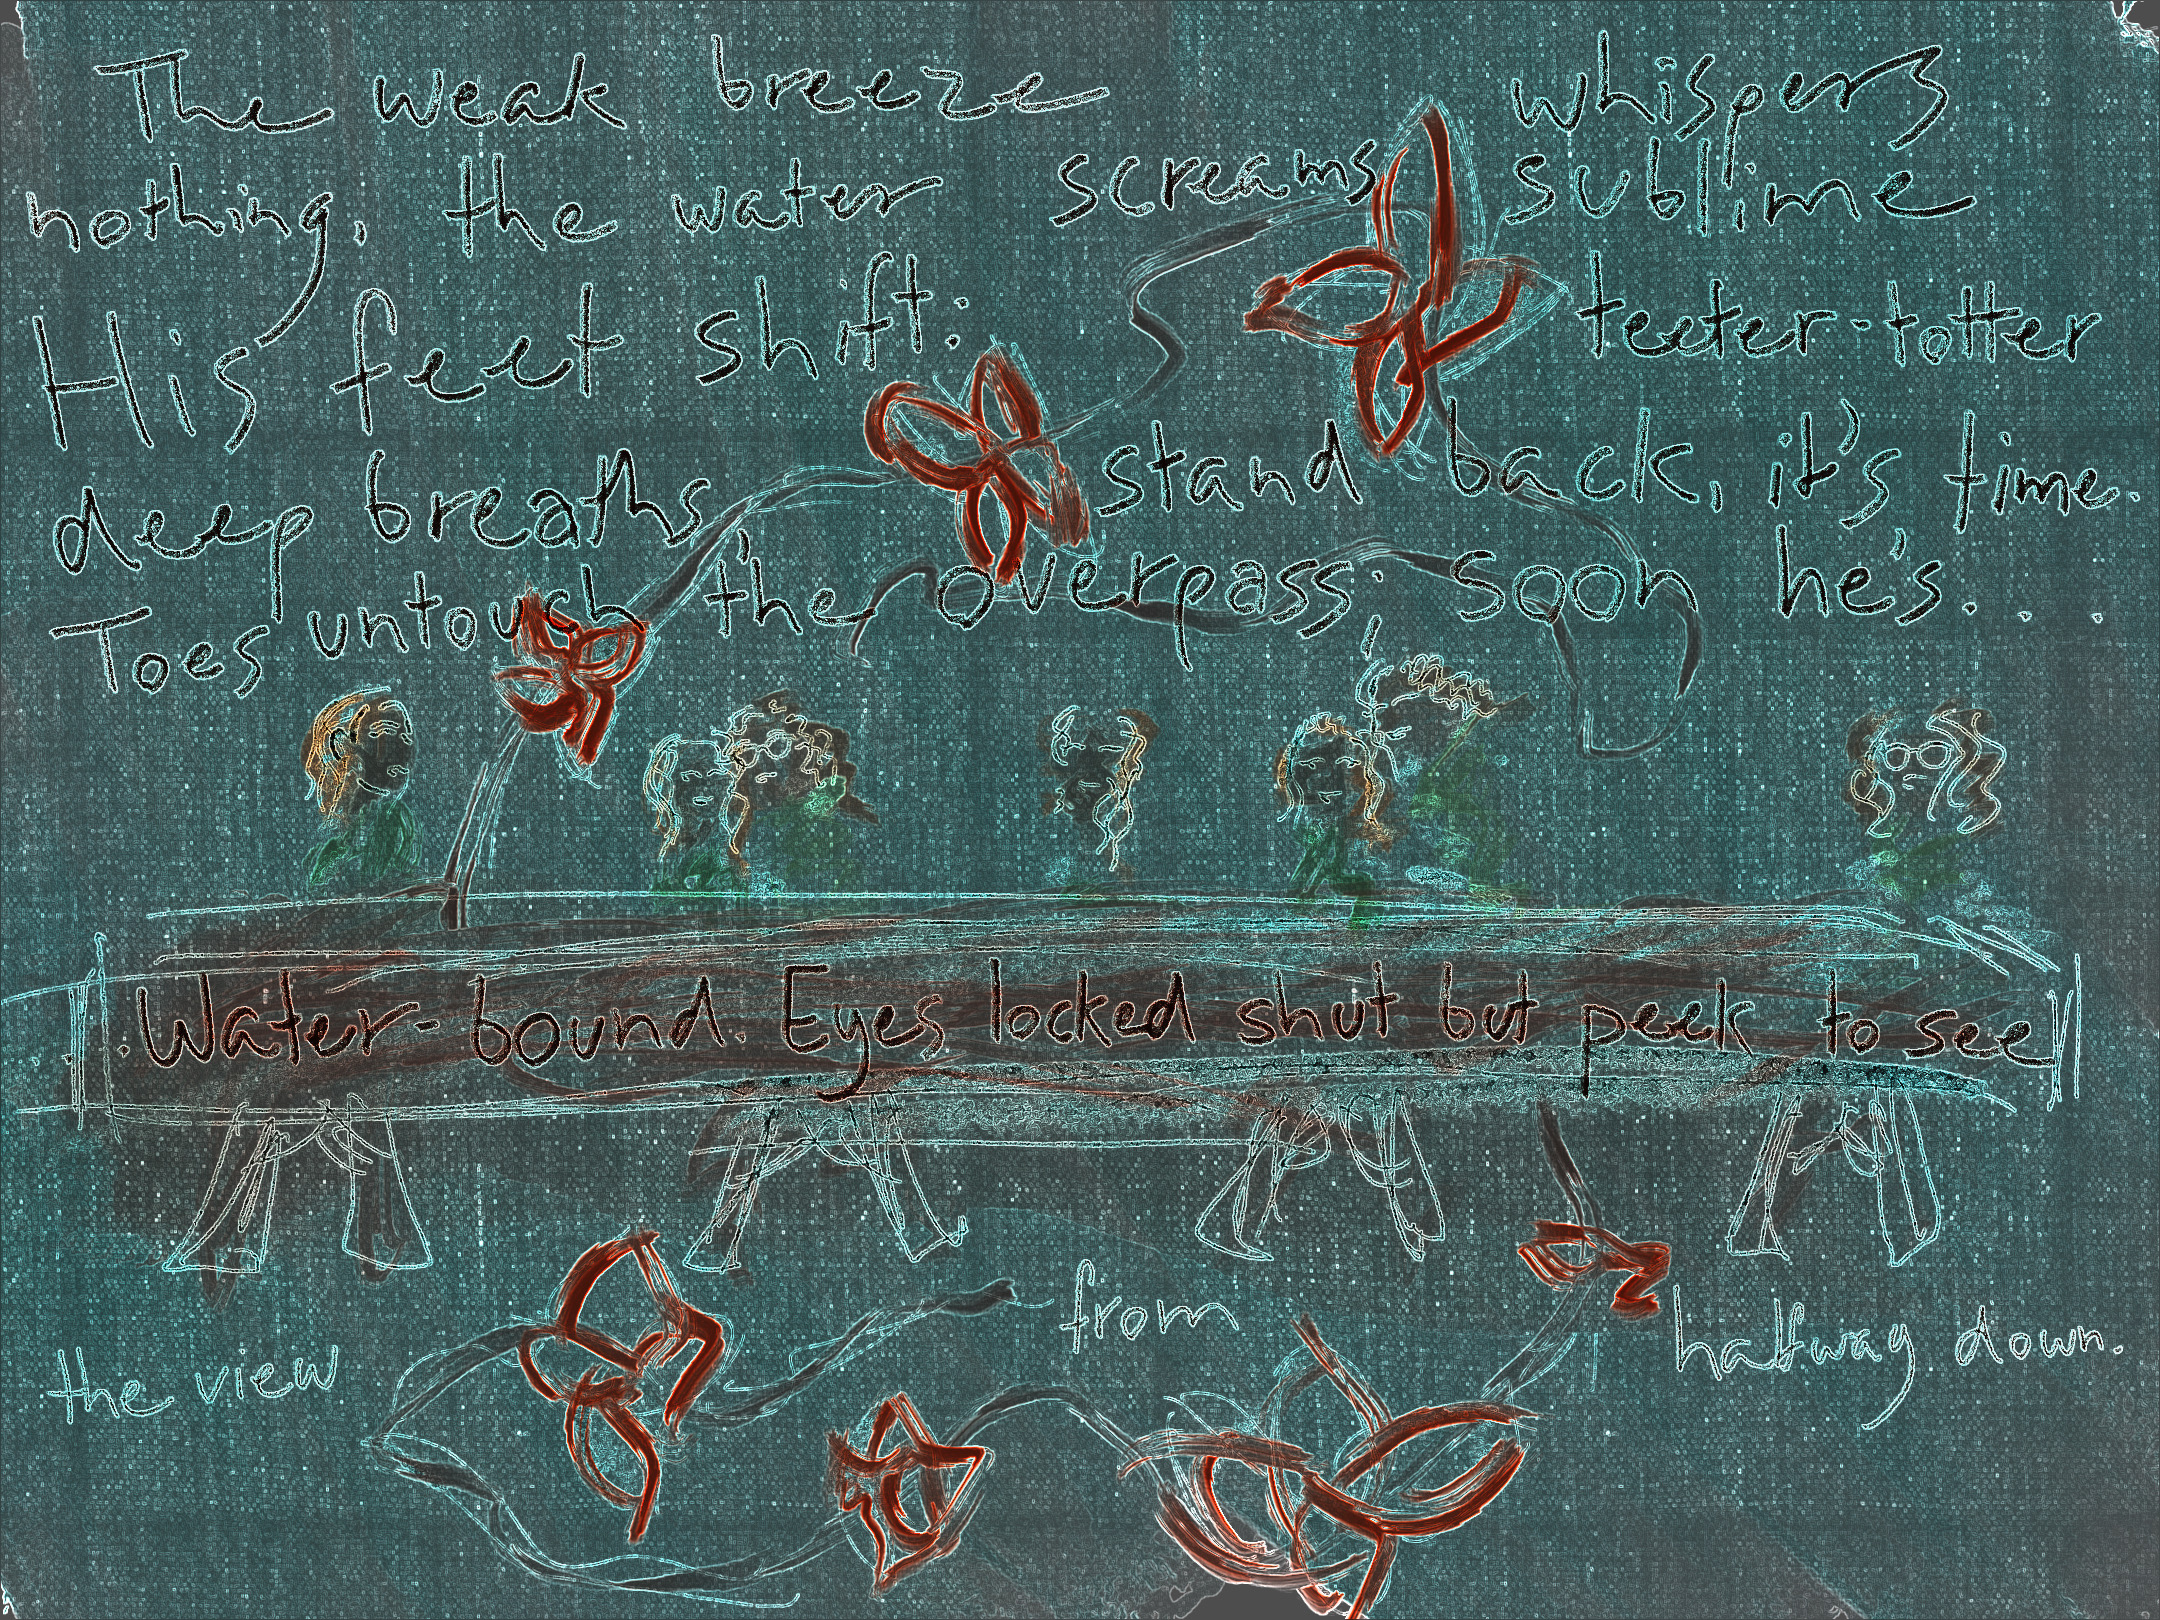 The weak breeze whispers
nothing, the water screams sublime
His feet shift: teeter-totter
deep breaths, stand back, it's time.
Toes untouch the overpass; soon he's...
...Water-bound. Eyes locked shut but peek to see
the view from halfway down.